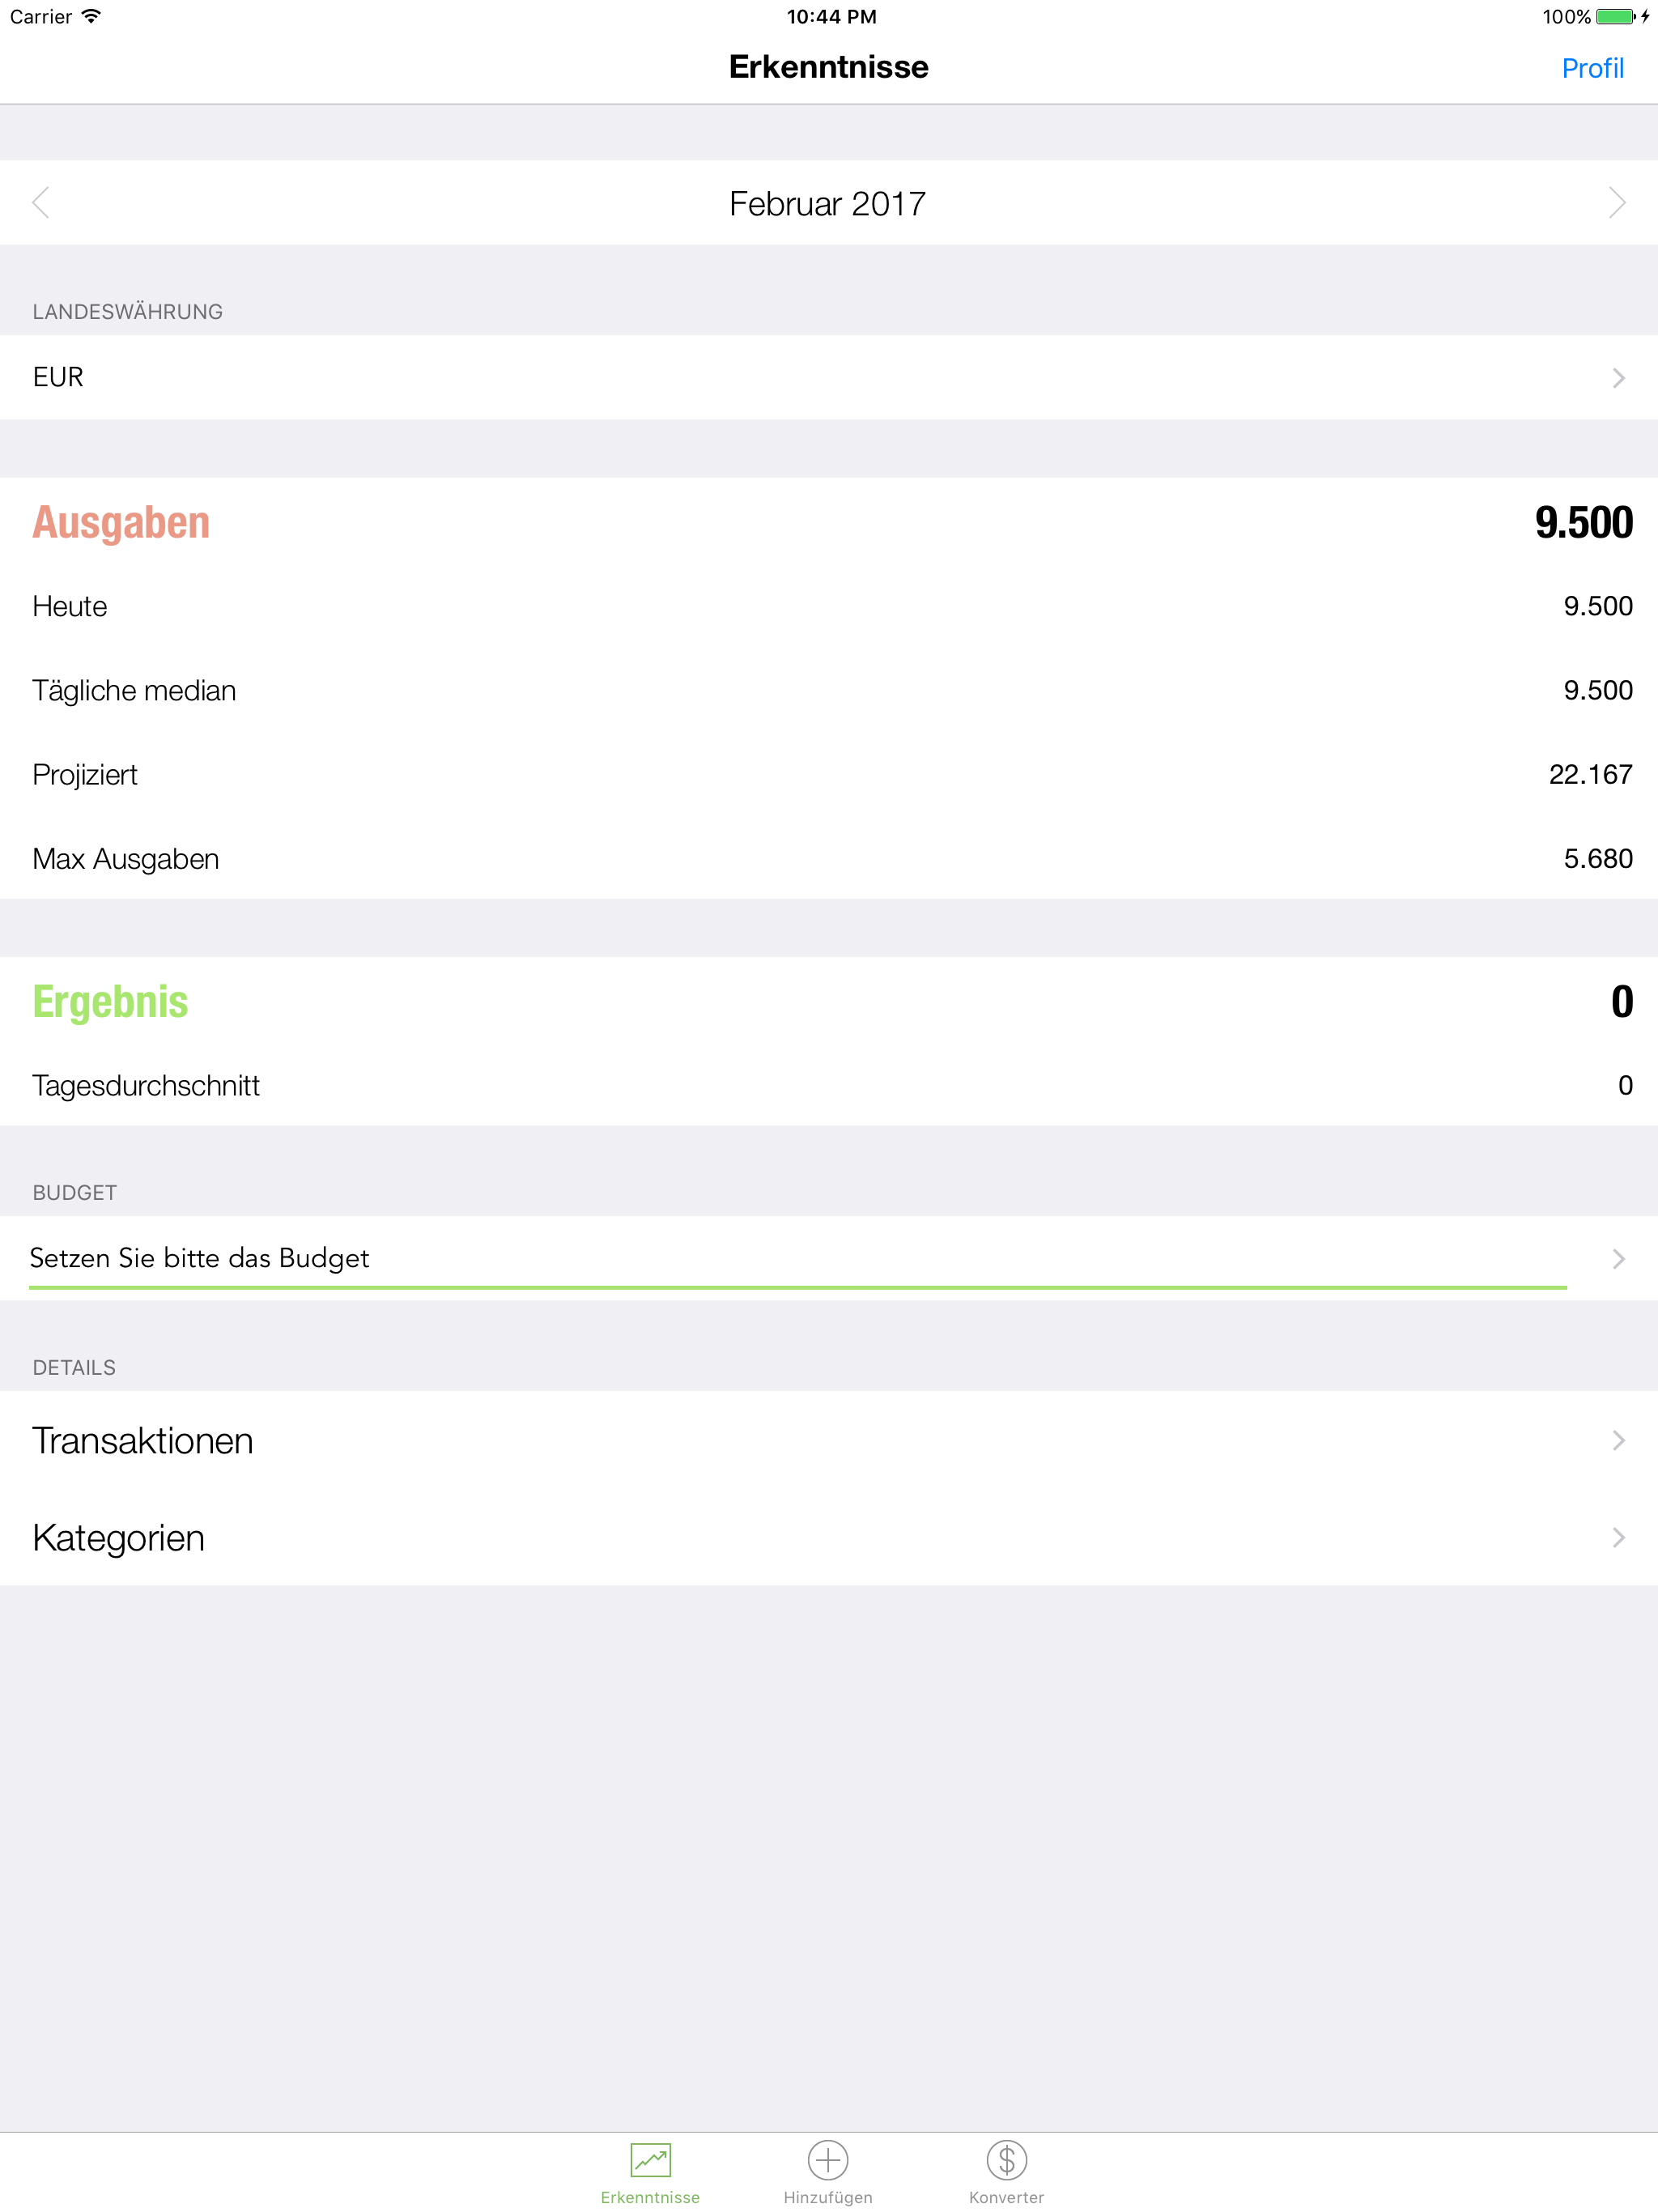 Carrier 10:44 PM 100%
Erkenntnisse Profil
Februar 2017
LANDESWÄHRUNG
EUR
Ausgaben 9.500
Heute 9.500
Tägliche median 9.500
Projiziert 22.167
Max Ausgaben 5.680
Ergebnis 0
Tagesdurchschnitt 0
BUDGET
Setzen Sie bitte das Budget
DETAILS
Transaktionen
Kategorien
Erkenntnisse Hinzufügen Konverter